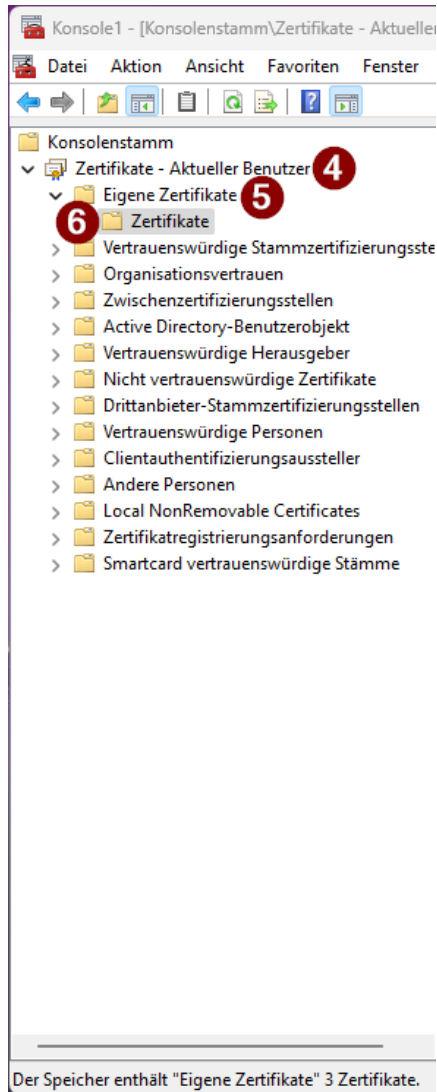 Konsole1 - [Konsolenstamm\Zertifikate - Aktueller
Datei Aktion Ansicht Favoriten Fenster
Konsolenstamm
Zertifikate - Aktueller Benutzer 4
Eigene Zertifikate 5
6 Zertifikate
Vertrauenswürdige Stammzertifizierungsste
Organisationsvertrauen
Zwischenzertifizierungsstellen
Active Directory-Benutzerobjekt
Vertrauenswürdige Herausgeber
Nicht vertrauenswürdige Zertifikate
Drittanbieter-Stammzertifizierungsstellen
Vertrauenswürdige Personen
Clientauthentifizierungsaussteller
Andere Personen
Local NonRemovable Certificates
Zertifikatregistrierungsanforderungen
Smartcard vertrauenswürdige Stämme
Der Speicher enthält "Eigene Zertifikate" 3 Zertifikate.